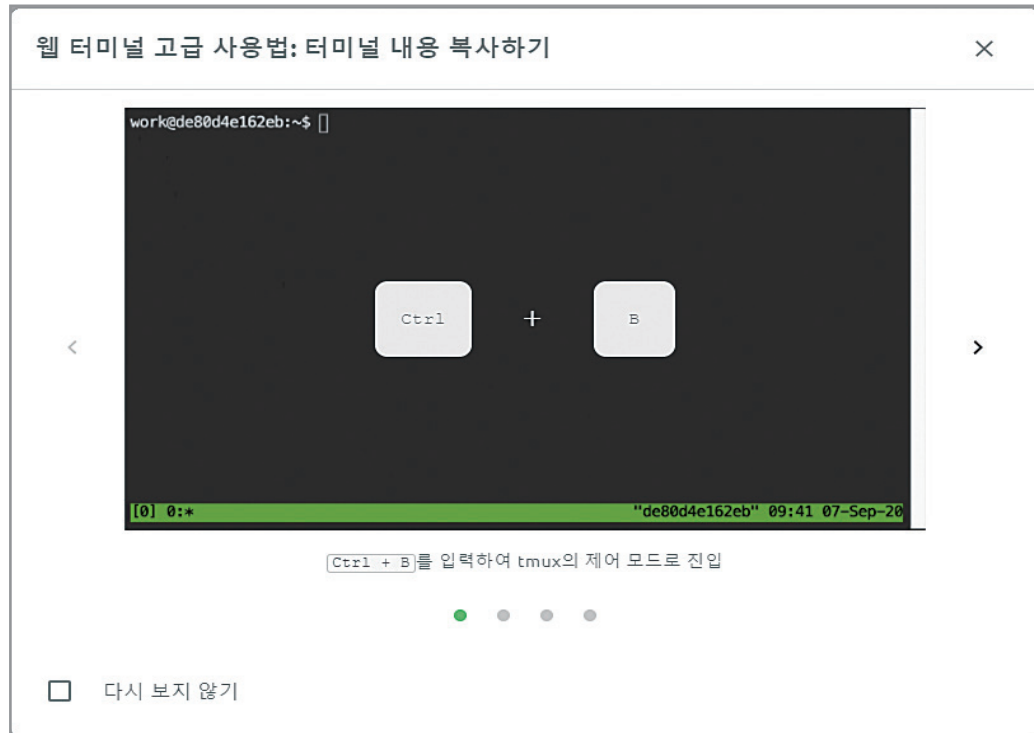 웹 터미널 고급 사용법: 터미널 내용 복사하기
work@de80d4e162eb:~$
Ctrl + B
[0] 0:* "de80d4e162eb" 09:41 07-Sep-20
Ctrl + B를 입력하여 tmux의 제어 모드로 진입
다시 보지 않기